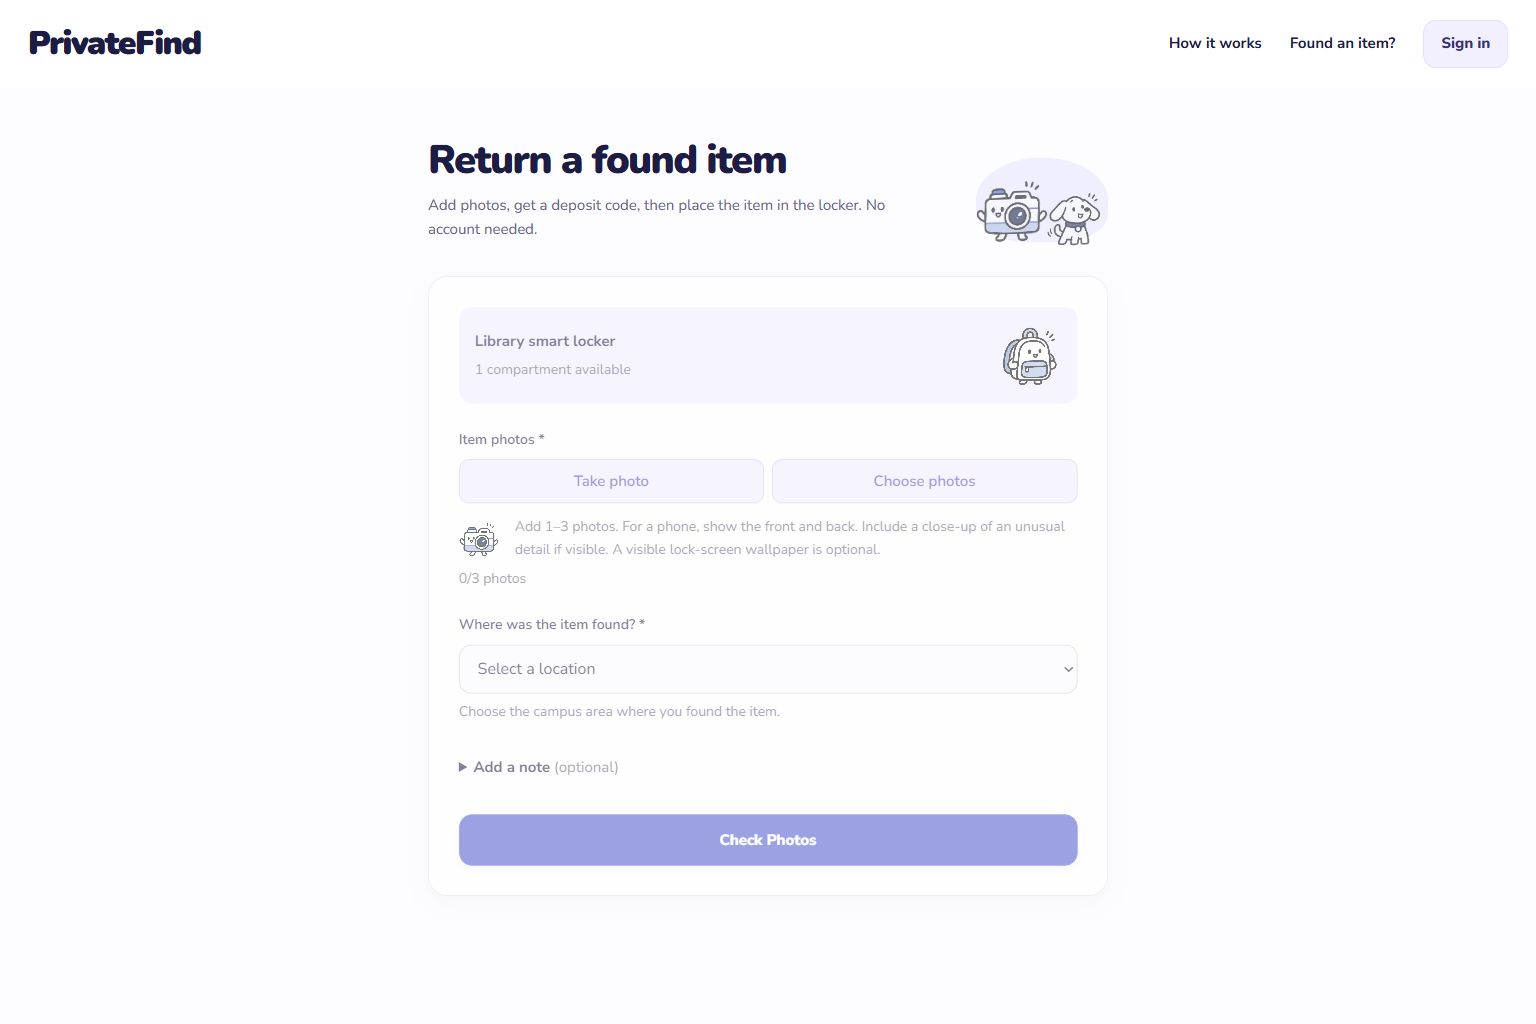 PrivateFind
How it works
Found an item?
Sign in
Return a found item
Add photos, get a deposit code, then place the item in the locker. No
account needed.
Library smart locker
1 compartment available
Item photos *
Take photo
Choose photos
Add 1–3 photos. For a phone, show the front and back. Include a close-up of an unusual
detail if visible. A visible lock-screen wallpaper is optional.
0/3 photos
Where was the item found? *
Select a location
Choose the campus area where you found the item.
Add a note (optional)
Check Photos